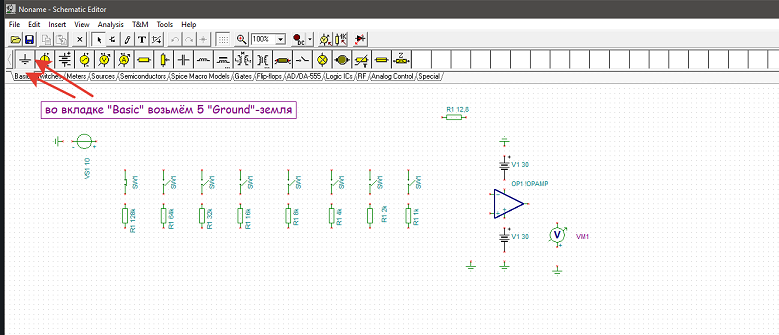 Noname - Schematic Editor
File Edit Insert View Analysis T&M Tools Help
100% DC
Basic Switches Meters Sources Semiconductors Spice Macro Models Gates Flip-flops AD/DA-555 Logic ICs RF Analog Control Special
во вкладке "Basic" возьмём 5 "Ground"-земля
R1 12,8
VS1 10
V1 30
SW1 SW1 SW1 SW1 SW1 SW1 SW1 SW1
OP1 !OPAMP
R1 128k R1 64k R1 32k R1 16k R1 8k R1 4k R1 2k R1 1k
V1 30
V
VM1